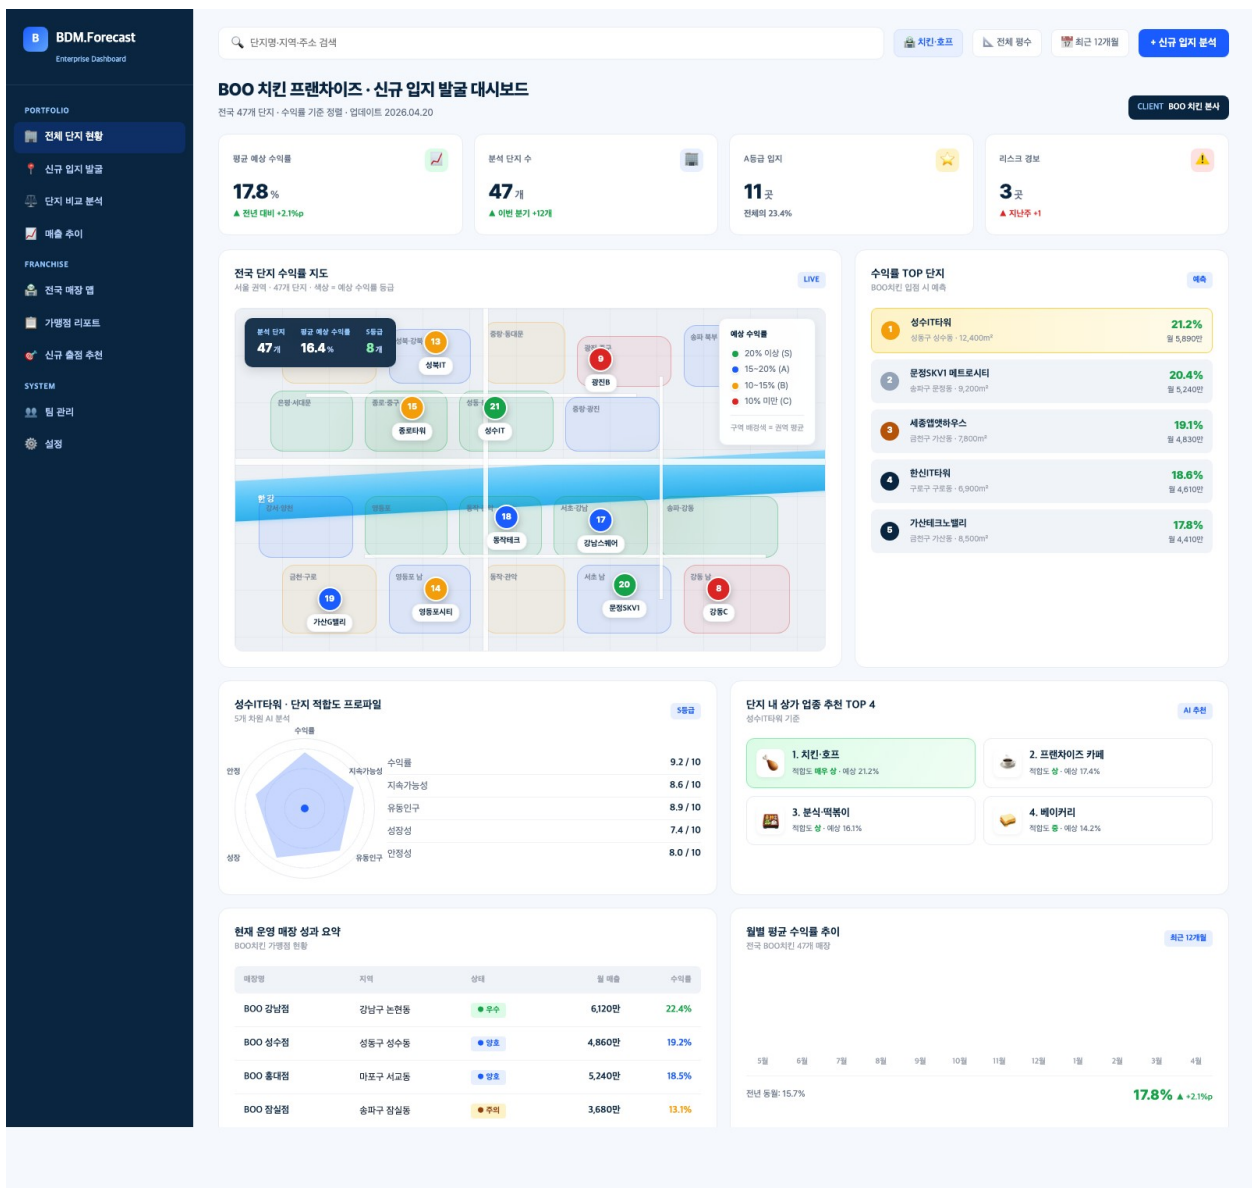 B
BDM.Forecast
Enterprise Dashboard
PORTFOLIO
전체 단지 현황
신규 입지 발굴
단지 비교 분석
매출 추이
FRANCHISE
전국 매장 맵
가맹점 리포트
신규 출점 추천
SYSTEM
팀 관리
설정
단지명·지역·주소 검색
치킨·호프
전체 평수
최근 12개월
+ 신규 입지 분석
BOO 치킨 프랜차이즈 · 신규 입지 발굴 대시보드
전국 47개 단지 · 수익률 기준 정렬 · 업데이트 2026.04.20
CLIENT BOO 치킨 본사
평균 예상 수익률
17.8 %
▲ 전년 대비 +2.1%p
분석 단지 수
47 개
▲ 이번 분기 +12개
A등급 입지
11 곳
전체의 23.4%
리스크 경보
3 곳
▲ 지난주 +1
전국 단지 수익률 지도
서울 권역 · 47개 단지 · 색상 = 예상 수익률 등급
LIVE
분석 단지
47개
평균 예상 수익률
16.4%
S등급
8개
성북·강북
13
성북IT
중랑·동대문
9
광진B
송파 북부
예상 수익률
20% 이상 (S)
15~20% (A)
10~15% (B)
10% 미만 (C)
구역 배경색 = 권역 평균
은평·서대문
종로·중구
15
종로타워
성동·
21
성수IT
중랑·광진
한강
강서·양천
영등포
18
동작테크
서초·강남
17
강남스퀘어
송파·강동
금천·구로
19
가산G밸리
영등포 남
14
영등포시티
동작·관악
서초 남
20
문정SKV1
강동 남
8
강동C
수익률 TOP 단지
BOO치킨 입점 시 예측
예측
1
성수IT타워
성동구 성수동 · 12,400m²
21.2%
월 5,890만
2
문정SKV1 메트로시티
송파구 문정동 · 9,200m²
20.4%
월 5,240만
3
세종앱앳하우스
금천구 가산동 · 7,800m²
19.1%
월 4,830만
4
한신IT타워
구로구 구로동 · 6,900m²
18.6%
월 4,610만
5
가산테크노밸리
금천구 가산동 · 8,500m²
17.8%
월 4,410만
성수IT타워 · 단지 적합도 프로파일
5개 차원 AI 분석
S등급
수익률
지속가능성
유동인구
성장
안정
수익률 9.2 / 10
지속가능성 8.6 / 10
유동인구 8.9 / 10
성장성 7.4 / 10
안정성 8.0 / 10
단지 내 상가 업종 추천 TOP 4
성수IT타워 기준
AI 추천
1. 치킨·호프
적합도 매우 상 · 예상 21.2%
2. 프랜차이즈 카페
적합도 상 · 예상 17.4%
3. 분식·떡볶이
적합도 상 · 예상 16.1%
4. 베이커리
적합도 중 · 예상 14.2%
현재 운영 매장 성과 요약
BOO치킨 가맹점 현황
매장명 지역 상태 월 매출 수익률
BOO 강남점 강남구 논현동 ● 우수 6,120만 22.4%
BOO 성수점 성동구 성수동 ● 양호 4,860만 19.2%
BOO 홍대점 마포구 서교동 ● 양호 5,240만 18.5%
BOO 잠실점 송파구 잠실동 ● 주의 3,680만 13.1%
월별 평균 수익률 추이
전국 BOO치킨 47개 매장
최근 12개월
5월 6월 7월 8월 9월 10월 11월 12월 1월 2월 3월 4월
전년 동월: 15.7%
17.8% ▲ +2.1%p